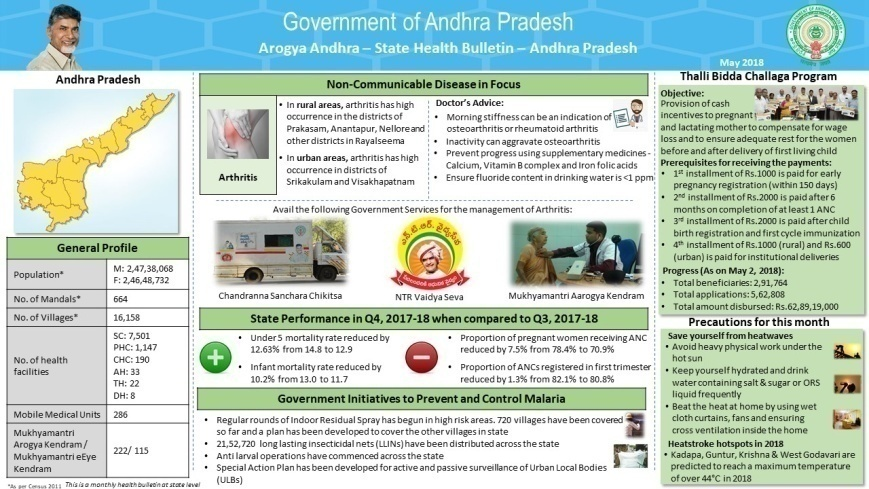 Government of Andhra Pradesh
Arogya Andhra – State Health Bulletin – Andhra Pradesh
May 2018
Andhra Pradesh
General Profile
Population* M: 2,47,38,068
F: 2,46,48,732
No. of Mandals* 664
No. of Villages* 16,158
No. of health facilities SC: 7,501
PHC: 1,147
CHC: 190
AH: 33
TH: 22
DH: 8
Mobile Medical Units 286
Mukhyamantri
Arogya Kendram /
Mukhyamantri eEye
Kendram 222/ 115
*As per Census 2011 This is a monthly health bulletin at state level
Non-Communicable Disease in Focus
Arthritis
• In rural areas, arthritis has high
occurrence in the districts of
Prakasam, Anantapur, Nellore and
other districts in Rayalseema
• In urban areas, arthritis has high
occurrence in districts of
Srikakulam and Visakhapatnam
Doctor's Advice:
• Morning stiffness can be an indication of
osteoarthritis or rheumatoid arthritis
• Inactivity can aggravate osteoarthritis
• Prevent progress using supplementary medicines -
Calcium, Vitamin B complex and Iron folic acids
• Ensure fluoride content in drinking water is <1 ppm
Avail the following Government Services for the management of Arthritis:
Chandranna Sanchara Chikitsa
NTR Vaidya Seva
Mukhyamantri Aarogya Kendram
State Performance in Q4, 2017-18 when compared to Q3, 2017-18
• Under 5 mortality rate reduced by
12.63% from 14.8 to 12.9
• Infant mortality rate reduced by
10.2% from 13.0 to 11.7
• Proportion of pregnant women receiving ANC
reduced by 7.5% from 78.4% to 70.9%
• Proportion of ANCs registered in first trimester
reduced by 1.3% from 82.1% to 80.8%
Government Initiatives to Prevent and Control Malaria
• Regular rounds of Indoor Residual Spray has begun in high risk areas. 720 villages have been covered
so far and a plan has been developed to cover the other villages in state
• 21,52,720 long lasting insecticidal nets (LLINs) have been distributed across the state
• Anti larval operations have commenced across the state
• Special Action Plan has been developed for active and passive surveillance of Urban Local Bodies
(ULBs)
Thalli Bidda Challaga Program
Objective:
Provision of cash
incentives to pregnant
and lactating mother to compensate for wage
loss and to ensure adequate rest for the women
before and after delivery of first living child
Prerequisites for receiving the payments:
• 1st installment of Rs.1000 is paid for early
pregnancy registration (within 150 days)
• 2nd installment of Rs.2000 is paid after 6
months on completion of at least 1 ANC
• 3rd installment of Rs.2000 is paid after child
birth registration and first cycle immunization
• 4th installment of Rs.1000 (rural) and Rs.600
(urban) is paid for institutional deliveries
Progress (As on May 2, 2018):
• Total beneficiaries: 2,91,764
• Total applications: 5,62,808
• Total amount disbursed: Rs.62,89,19,000
Precautions for this month
Save yourself from heatwaves
• Avoid heavy physical work under the
hot sun
• Keep yourself hydrated and drink
water containing salt & sugar or ORS
liquid frequently
• Beat the heat at home by using wet
cloth curtains, fans and ensuring
cross ventilation inside the home
Heatstroke hotspots in 2018
• Kadapa, Guntur, Krishna & West Godavari are
predicted to reach a maximum temperature
of over 44°C in 2018